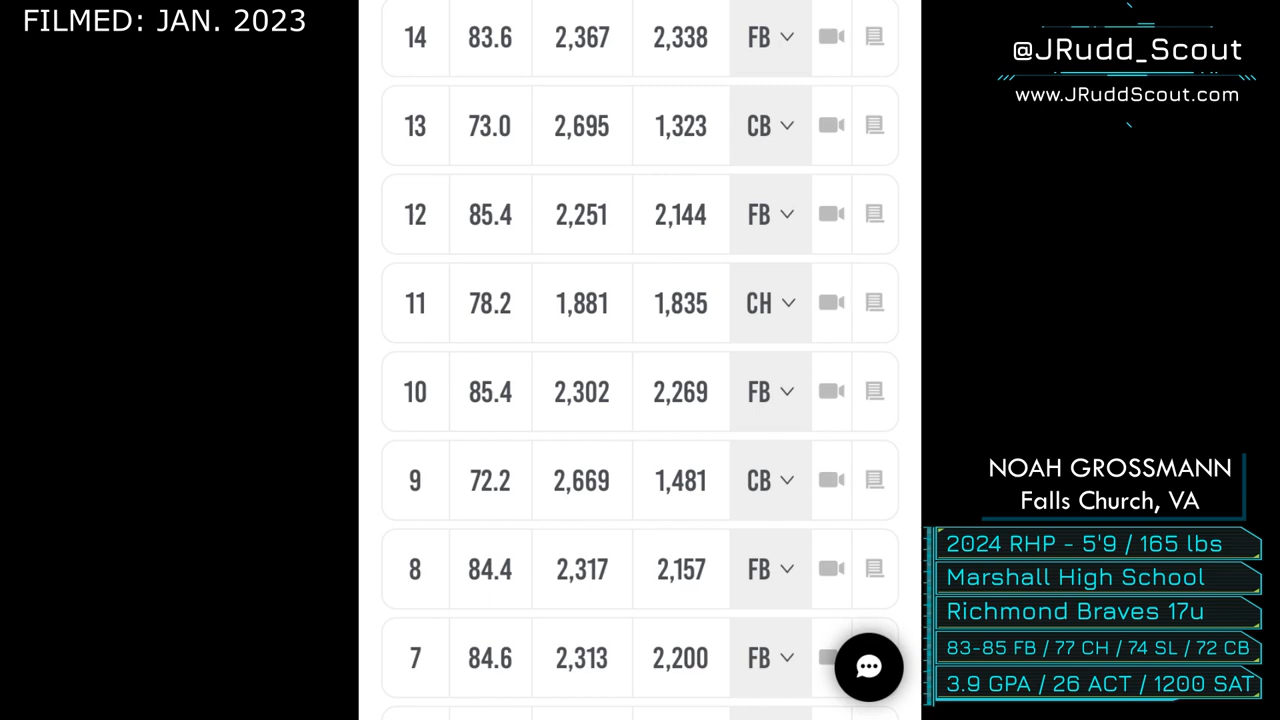 FILMED: JAN. 2023
14 83.6 2,367 2,338 FB
13 73.0 2,695 1,323 CB
12 85.4 2,251 2,144 FB
11 78.2 1,881 1,835 CH
10 85.4 2,302 2,269 FB
9 72.2 2,669 1,481 CB
8 84.4 2,317 2,157 FB
7 84.6 2,313 2,200 FB
@JRudd_Scout
www.JRuddScout.com
NOAH GROSSMANN
Falls Church, VA
2024 RHP - 5'9 / 165 lbs
Marshall High School
Richmond Braves 17u
83-85 FB / 77 CH / 74 SL / 72 CB
3.9 GPA / 26 ACT / 1200 SAT